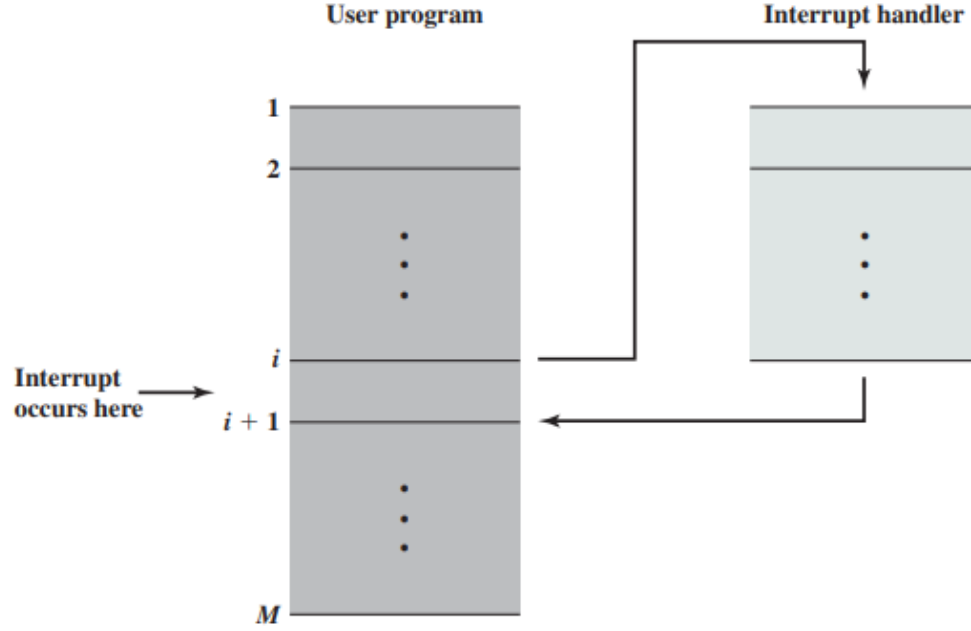 User program
Interrupt handler
1
2
i
Interrupt
occurs here
i + 1
M